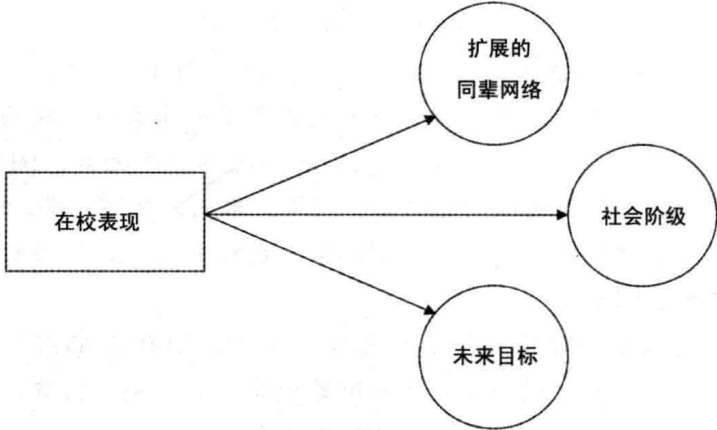 扩展的
同辈网络
在校表现
社会阶级
未来目标